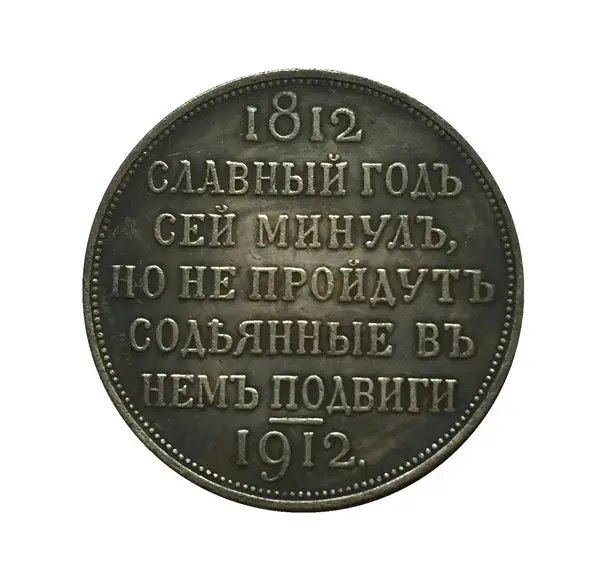 1812
СЛАВНЫЙ ГОДЪ
СЕЙ МИНУЛЪ,
НО НЕ ПРОЙДУТЪ
СОДѢЯННЫЕ ВЪ
НЕМЪ ПОДВИГИ
1912.